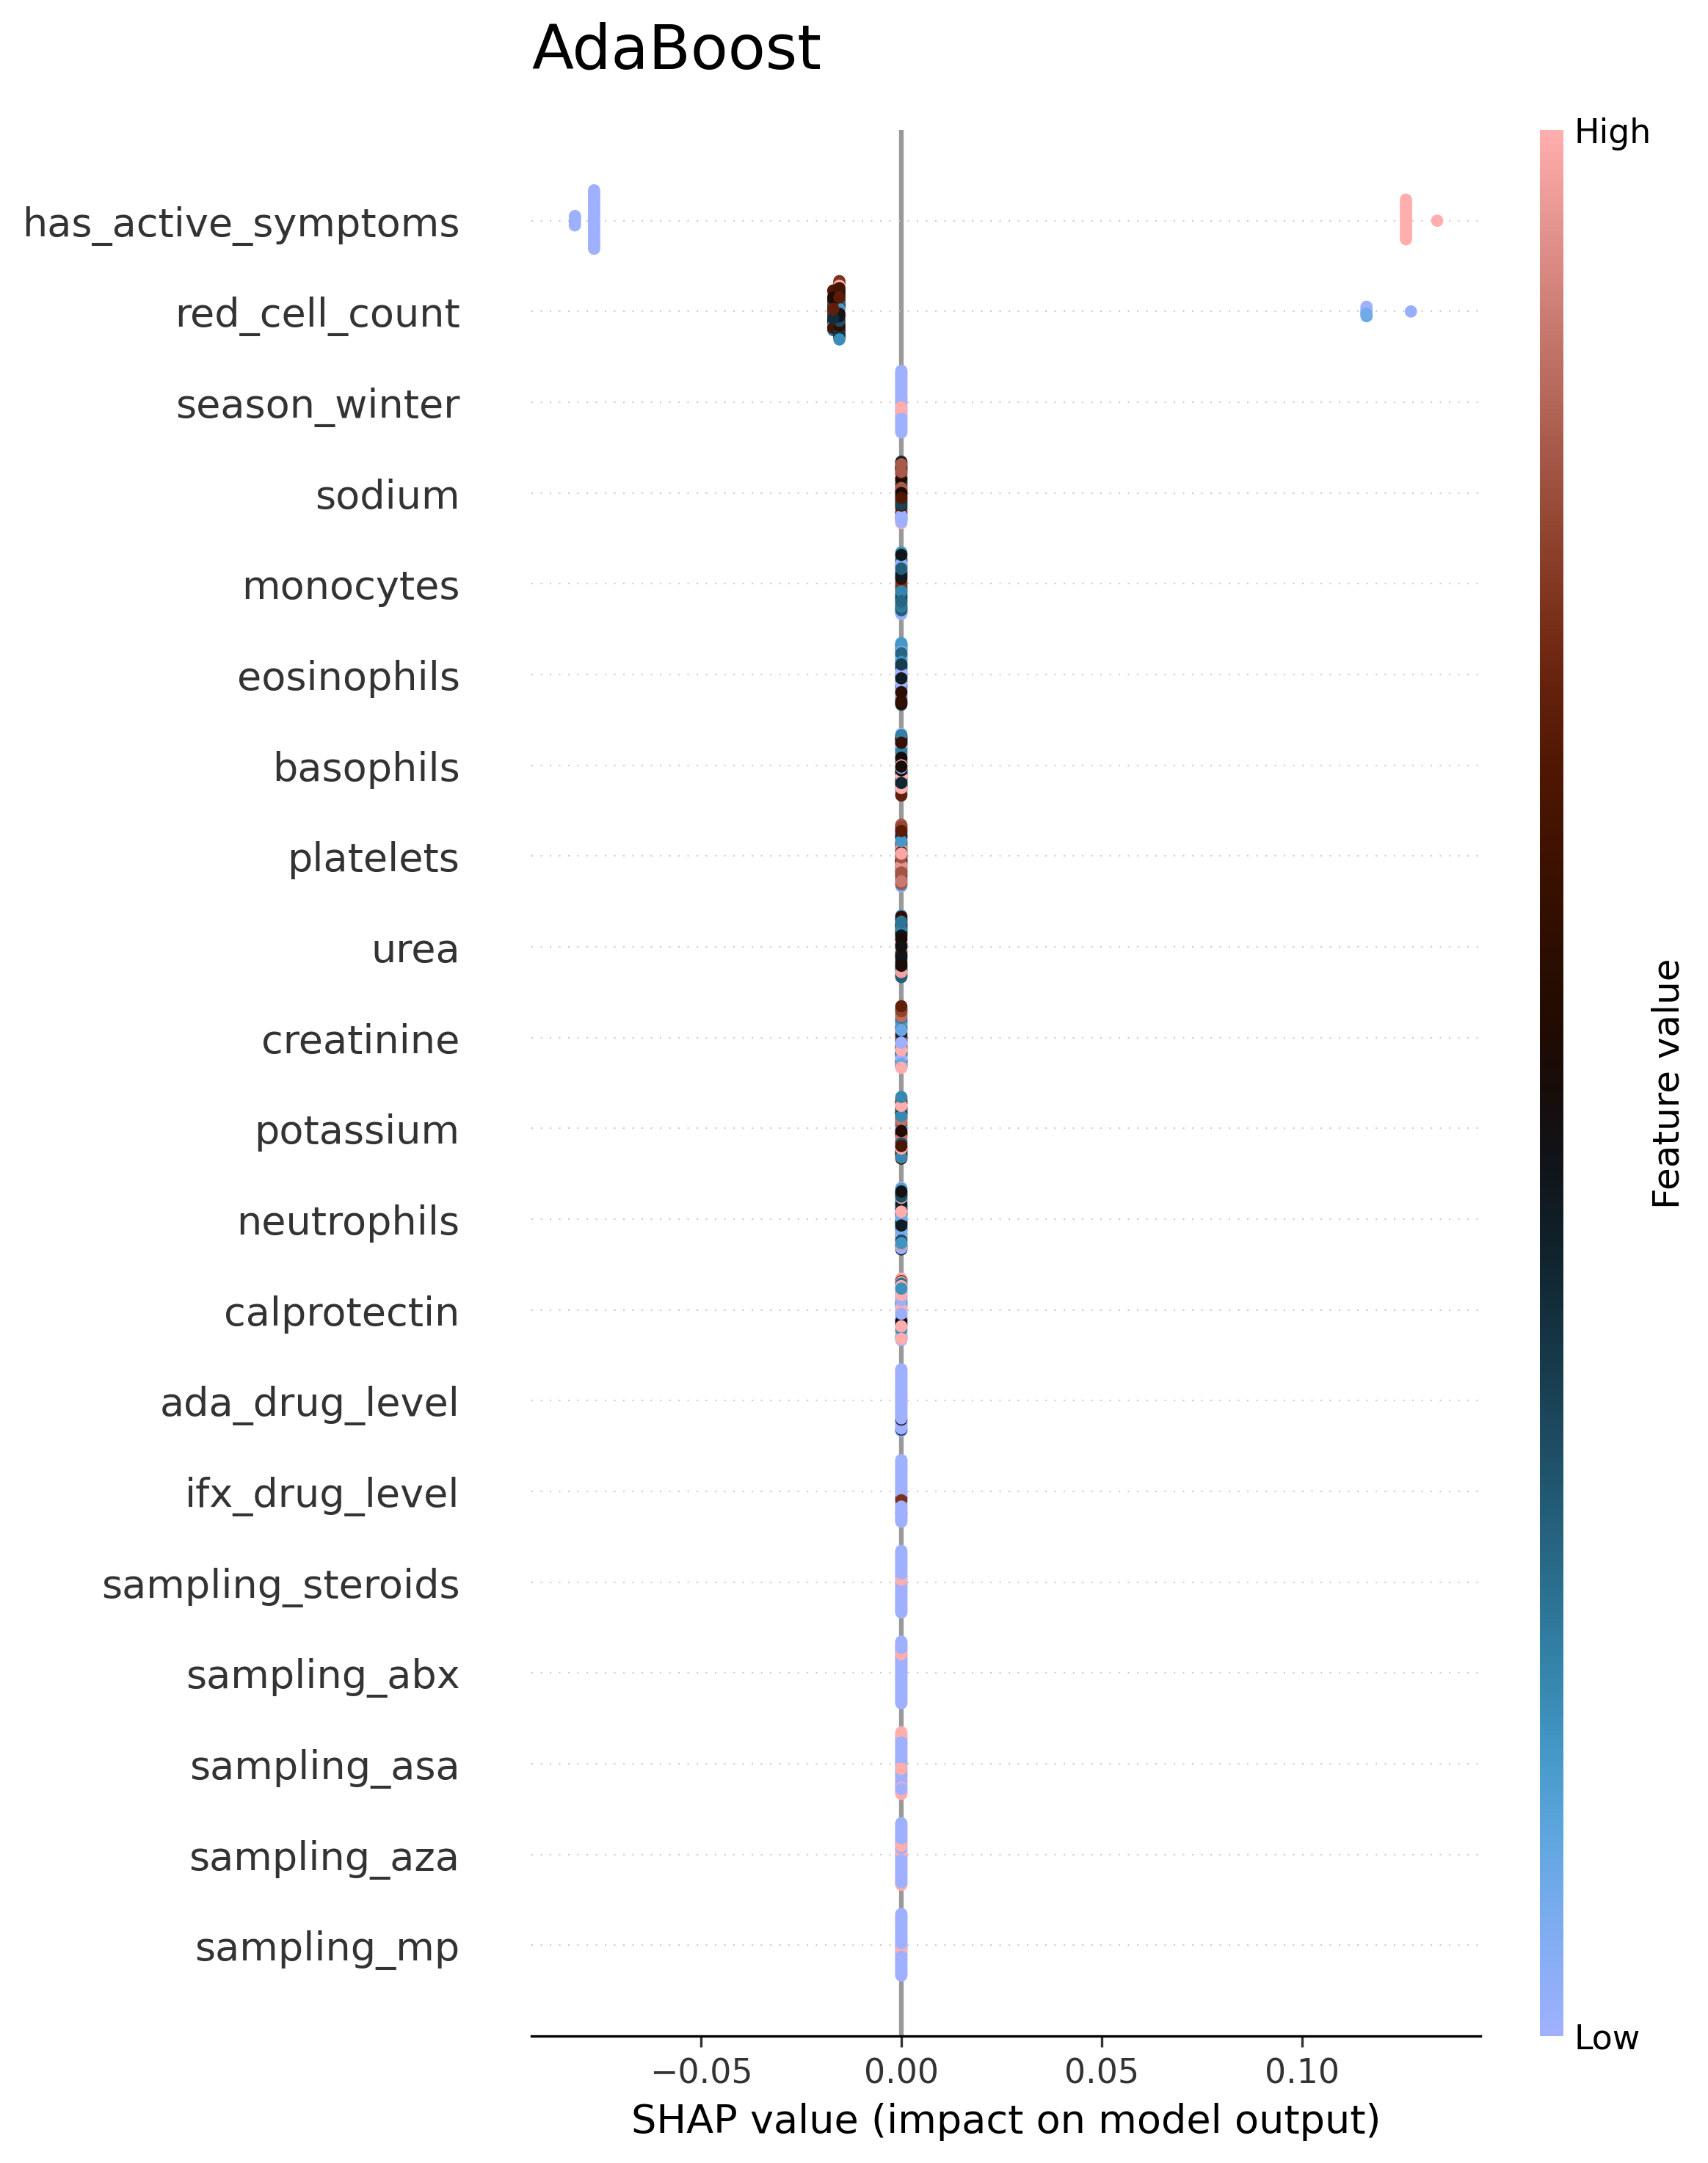 AdaBoost
High
has_active_symptoms
red_cell_count
season_winter
sodium
monocytes
eosinophils
basophils
platelets
urea
creatinine
potassium
neutrophils
calprotectin
ada_drug_level
ifx_drug_level
sampling_steroids
sampling_abx
sampling_asa
sampling_aza
sampling_mp
Feature value
Low
−0.05 0.00 0.05 0.10
SHAP value (impact on model output)